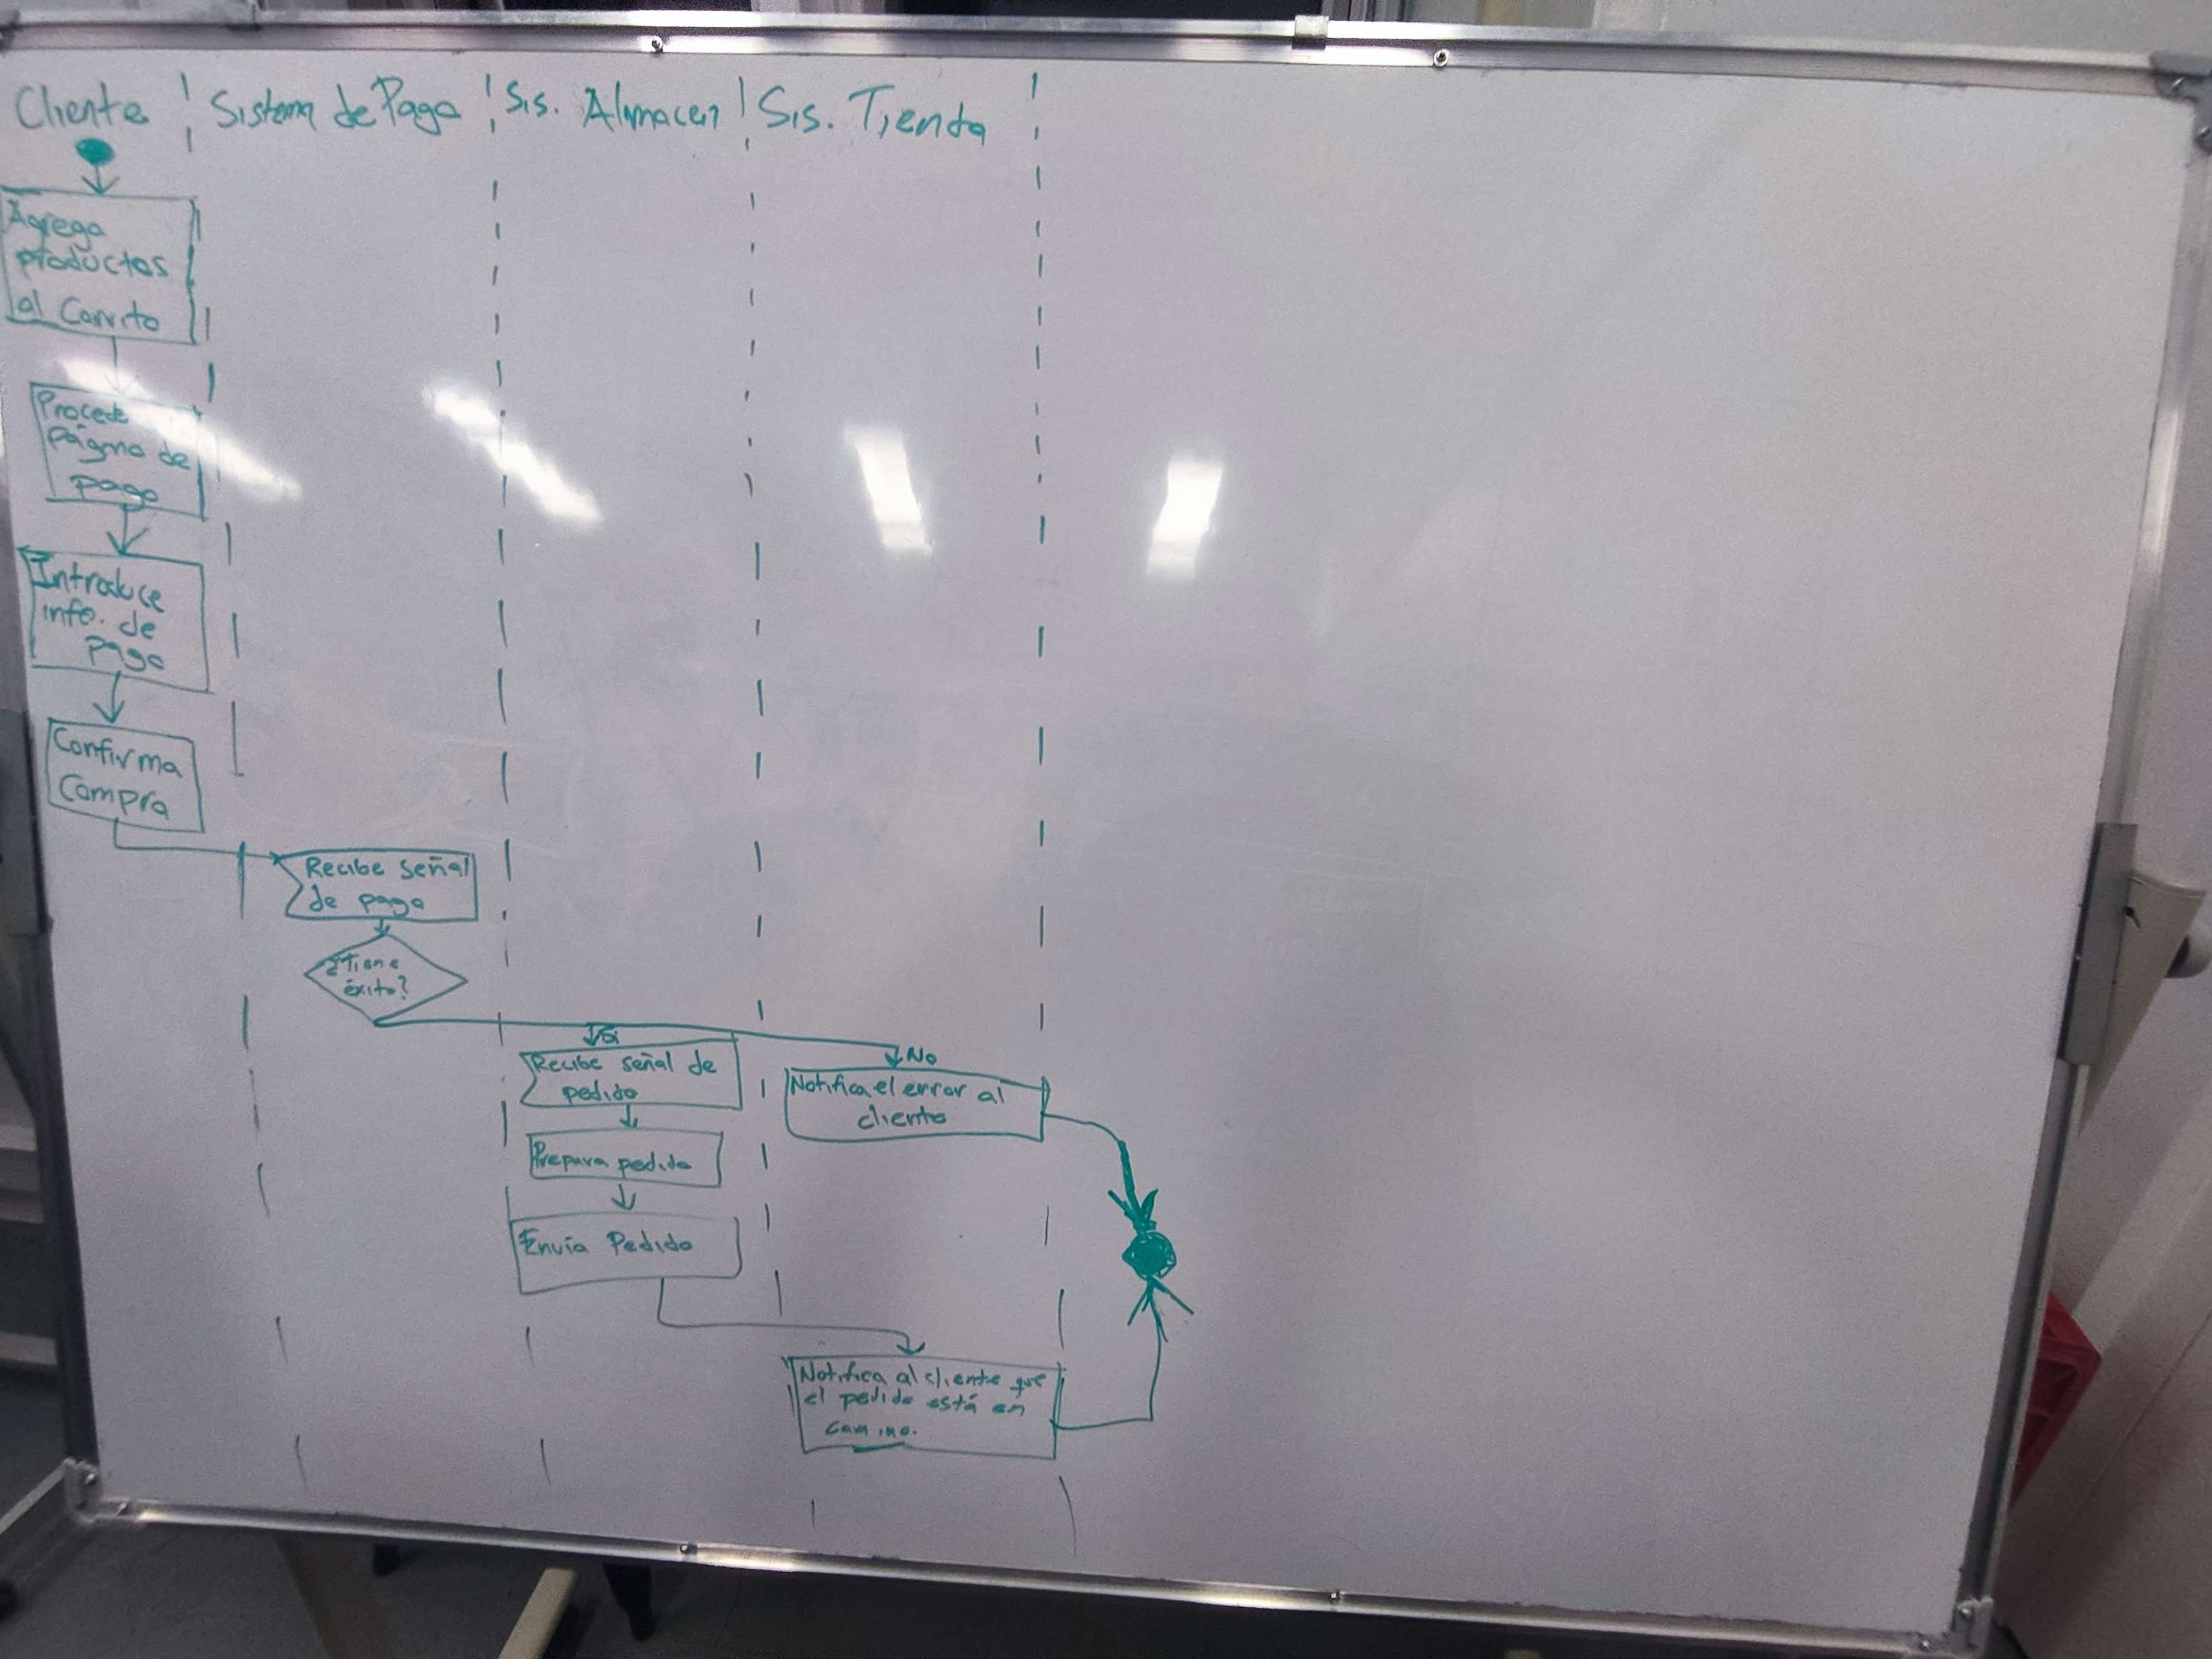 Cliente Sistema de Pago Sis. Almacen Sis. Tienda
Agrega
productos
al Carrito
Procede
página de
pago
Introduce
info. de
pago
Confirma
Compra
Recibe señal
de pago
¿Tiene
éxito?
Si
No
Recibe señal de
pedido
Notifica el error al
cliente
Prepara pedido
Envía Pedido
Notifica al cliente que
el pedido está en
camino.